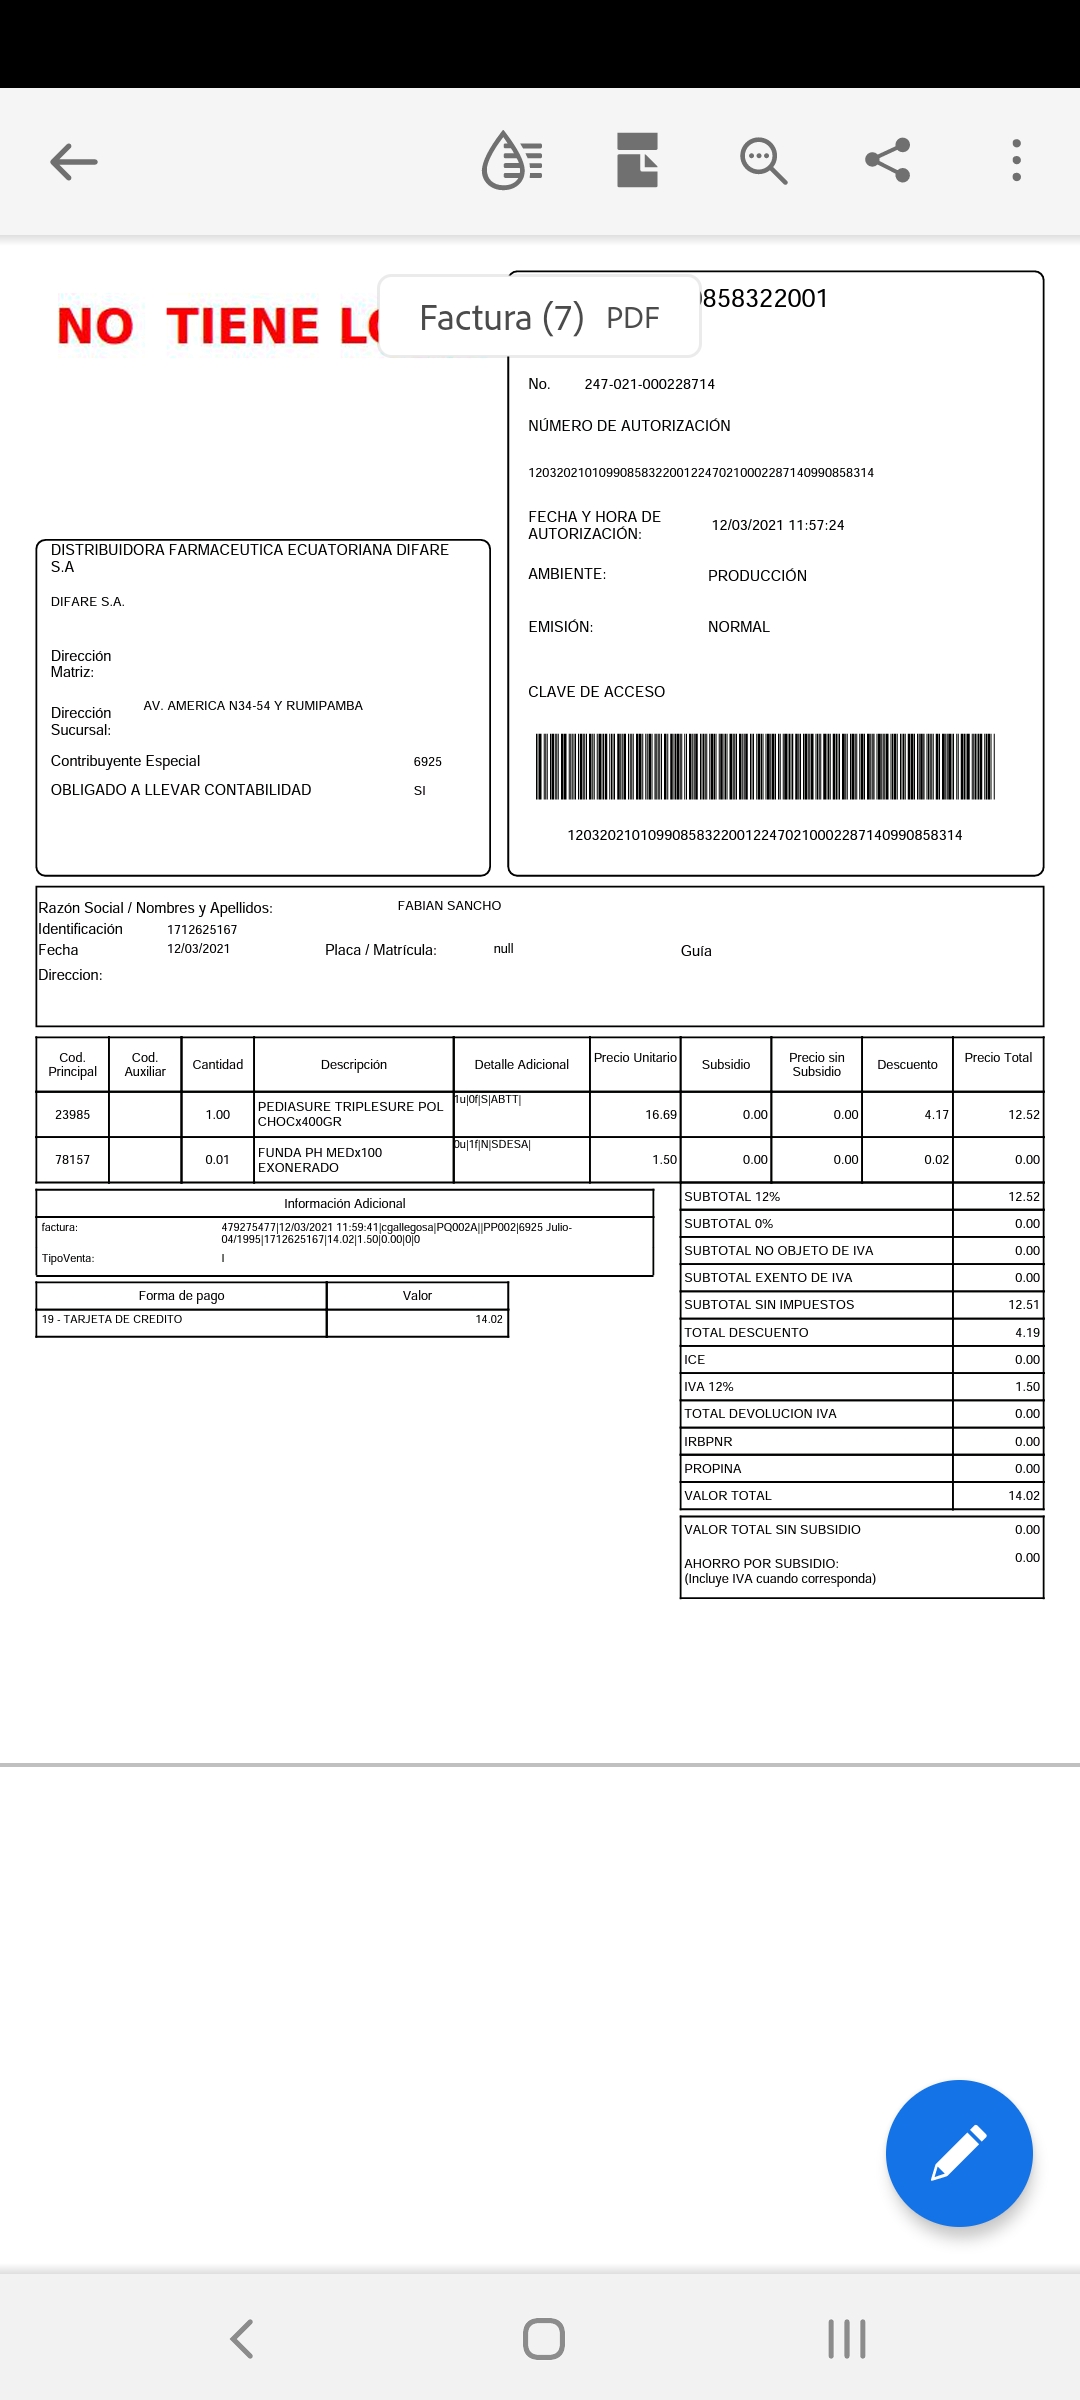 Factura (7) PDF
NO TIENE
858322001
No. 247-021-000228714
NÚMERO DE AUTORIZACIÓN
1203202101099085832200122470210002287140990858314
FECHA Y HORA DE
AUTORIZACIÓN: 12/03/2021 11:57:24
AMBIENTE: PRODUCCIÓN
EMISIÓN: NORMAL
CLAVE DE ACCESO
1203202101099085832200122470210002287140990858314
DISTRIBUIDORA FARMACEUTICA ECUATORIANA DIFARE
S.A
DIFARE S.A.
Dirección
Matriz:
Dirección AV. AMERICA N34-54 Y RUMIPAMBA
Sucursal:
Contribuyente Especial 6925
OBLIGADO A LLEVAR CONTABILIDAD SI
Razón Social / Nombres y Apellidos: FABIAN SANCHO
Identificación 1712625167
Fecha 12/03/2021 Placa / Matrícula: null Guía
Direccion:
Cod. Principal Cod. Auxiliar Cantidad Descripción Detalle Adicional Precio Unitario Subsidio Precio sin Subsidio Descuento Precio Total
23985 1.00 PEDIASURE TRIPLESURE POL CHOCx400GR 1u|0f|S|ABTT| 16.69 0.00 0.00 4.17 12.52
78157 0.01 FUNDA PH MEDx100 EXONERADO 0u|1f|N|SDESA| 1.50 0.00 0.00 0.02 0.00
Información Adicional
factura: 479275477|12/03/2021 11:59:41|cgallegosa|PQ002A||PP002|6925 Julio-
04/1995|1712625167|14.02|1.50|0.00|0|0
TipoVenta: I
Forma de pago Valor
19 - TARJETA DE CREDITO 14.02
SUBTOTAL 12% 12.52
SUBTOTAL 0% 0.00
SUBTOTAL NO OBJETO DE IVA 0.00
SUBTOTAL EXENTO DE IVA 0.00
SUBTOTAL SIN IMPUESTOS 12.51
TOTAL DESCUENTO 4.19
ICE 0.00
IVA 12% 1.50
TOTAL DEVOLUCION IVA 0.00
IRBPNR 0.00
PROPINA 0.00
VALOR TOTAL 14.02
VALOR TOTAL SIN SUBSIDIO 0.00
AHORRO POR SUBSIDIO: 0.00
(Incluye IVA cuando corresponda)